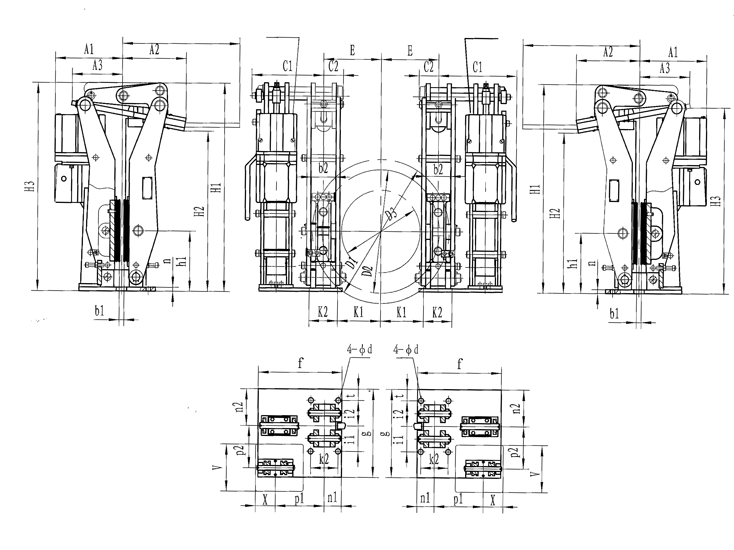 A1
A2
A3
H3
H1
H2
h1
n
b1
E
E
C1
C2
C2
C1
b2
b2
D3
D1
D2
K2
K1
K1
K2
A2
A1
A3
H1
H2
h1
n
H3
b1
f
4-φd
n2
t
i2
g
i1
k2
p2
V
X
p1
n1
4-φd
f
t
i2
g
i1
k2
n2
p2
V
n1
p1
X